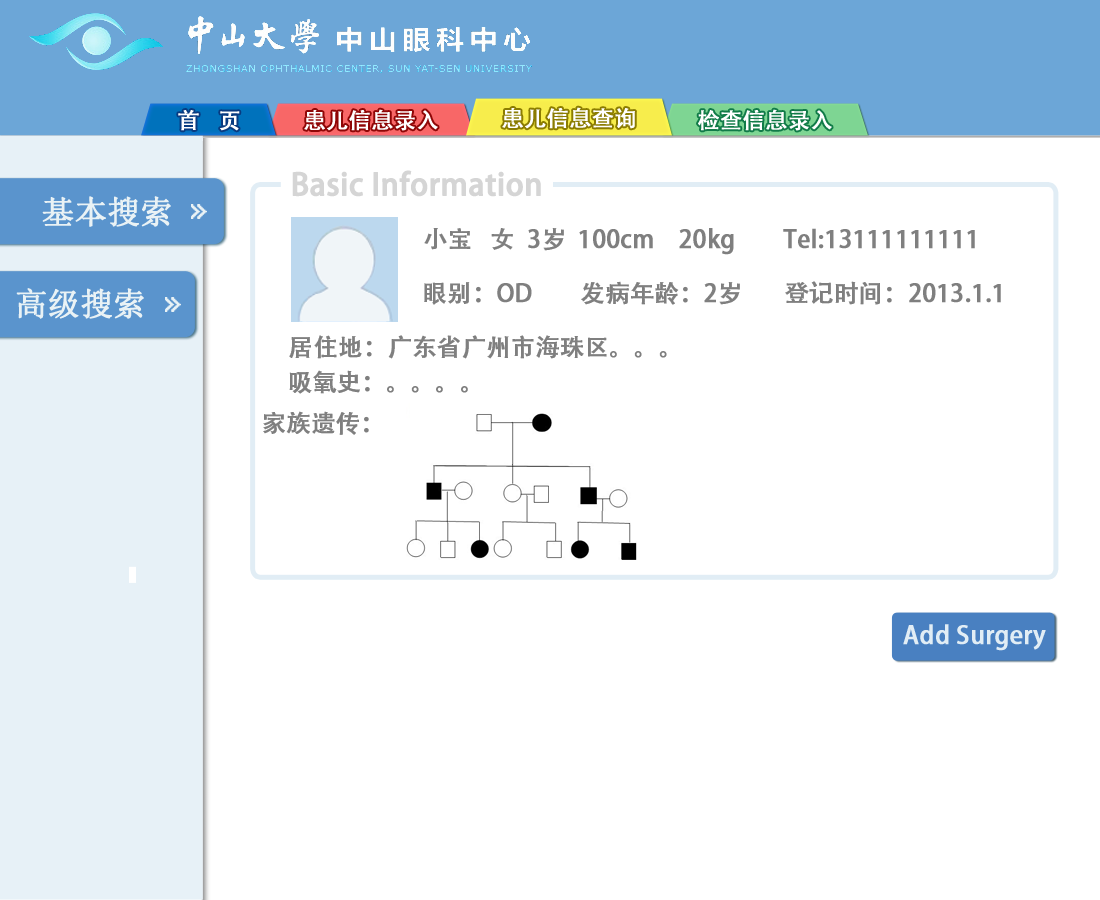 中山大學 中山眼科中心
ZHONGSHAN OPHTHALMIC CENTER, SUN YAT-SEN UNIVERSITY
首 页 患儿信息录入 患儿信息查询 检查信息录入
基本搜索 »
高级搜索 »
Basic Information
小宝 女 3岁 100cm 20kg Tel:13111111111
眼别：OD 发病年龄：2岁 登记时间：2013.1.1
居住地：广东省广州市海珠区。。。
吸氧史：。。。。
家族遗传：
Add Surgery